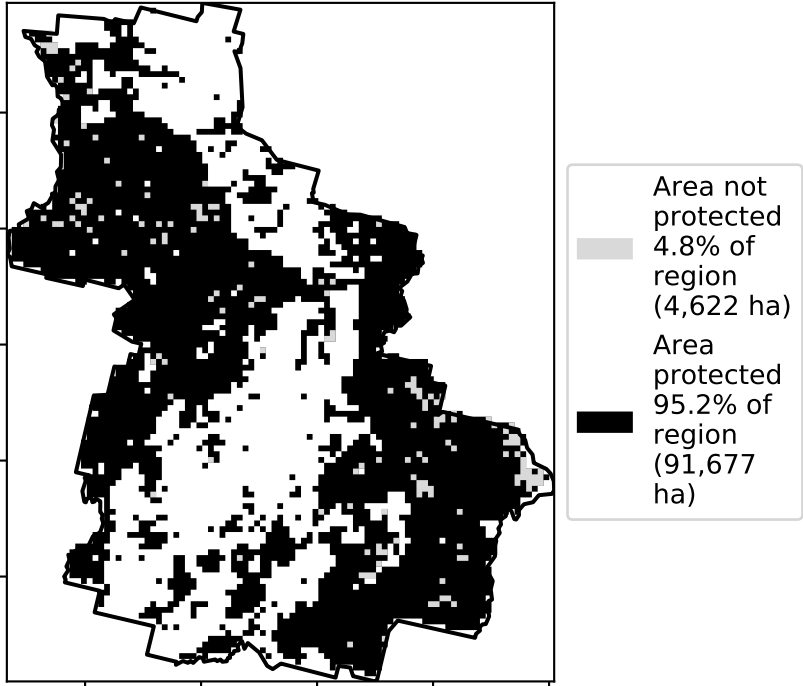 Area not
protected
4.8% of
region
(4,622 ha)
Area
protected
95.2% of
region
(91,677
ha)